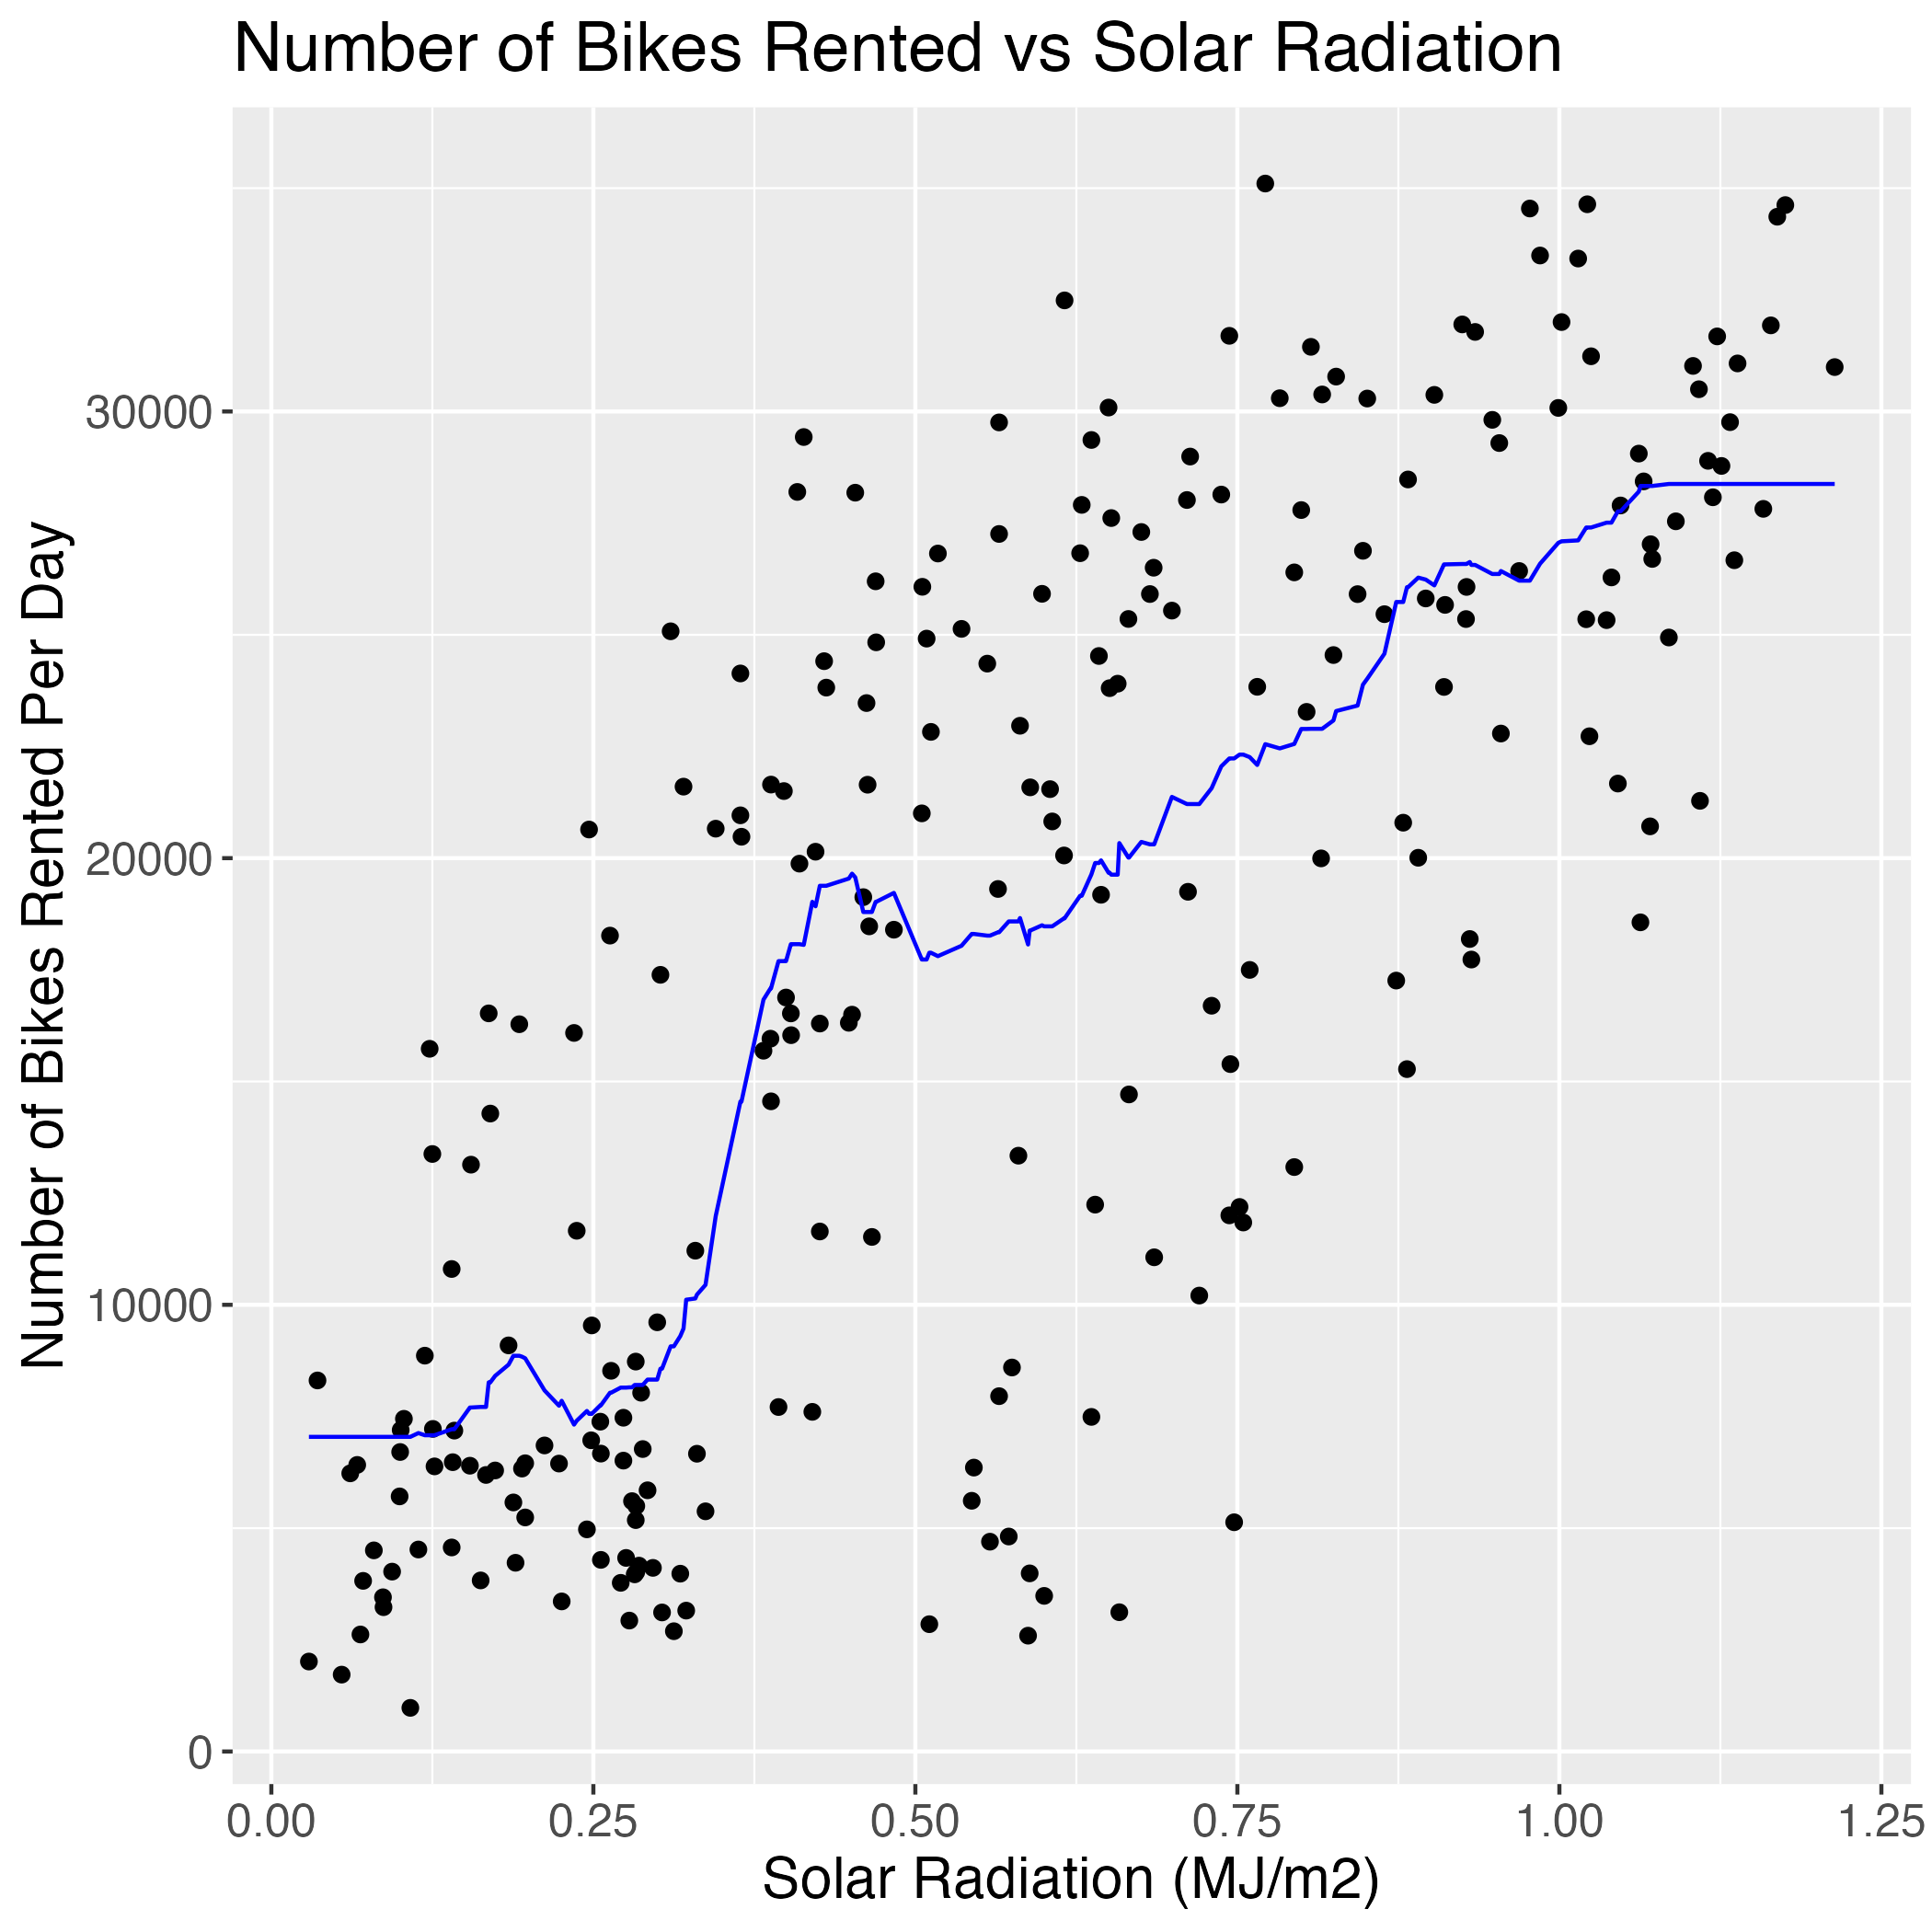 Number of Bikes Rented vs Solar Radiation
Number of Bikes Rented Per Day
30000
20000
10000
0
0.00 0.25 0.50 0.75 1.00 1.25
Solar Radiation (MJ/m2)